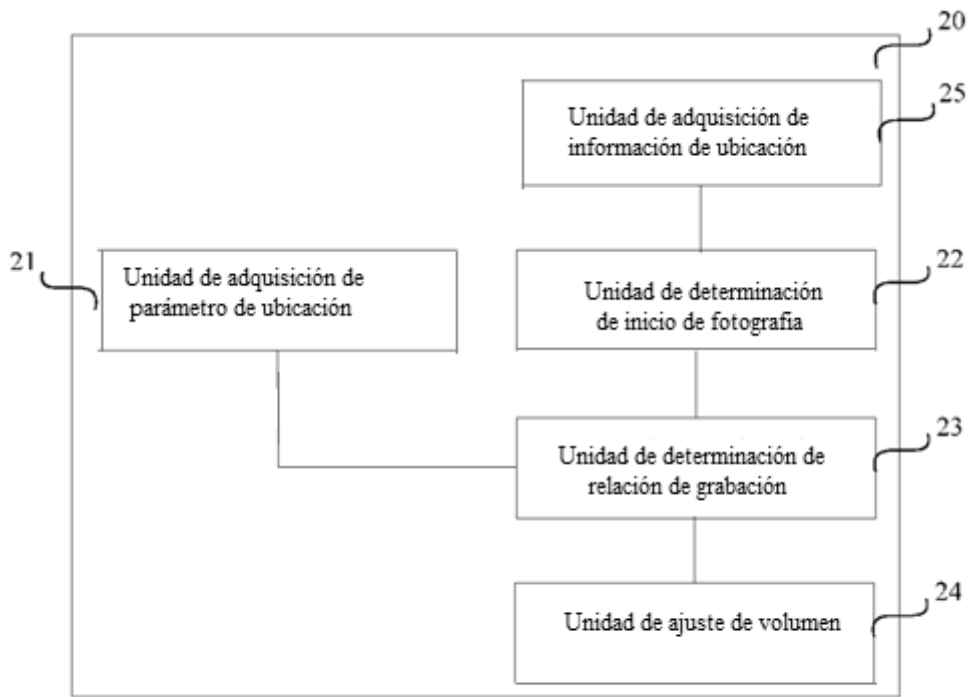 20
25
Unidad de adquisición de
información de ubicación
21
Unidad de adquisición de
parámetro de ubicación
22
Unidad de determinación
de inicio de fotografía
23
Unidad de determinación de
relación de grabación
24
Unidad de ajuste de volumen